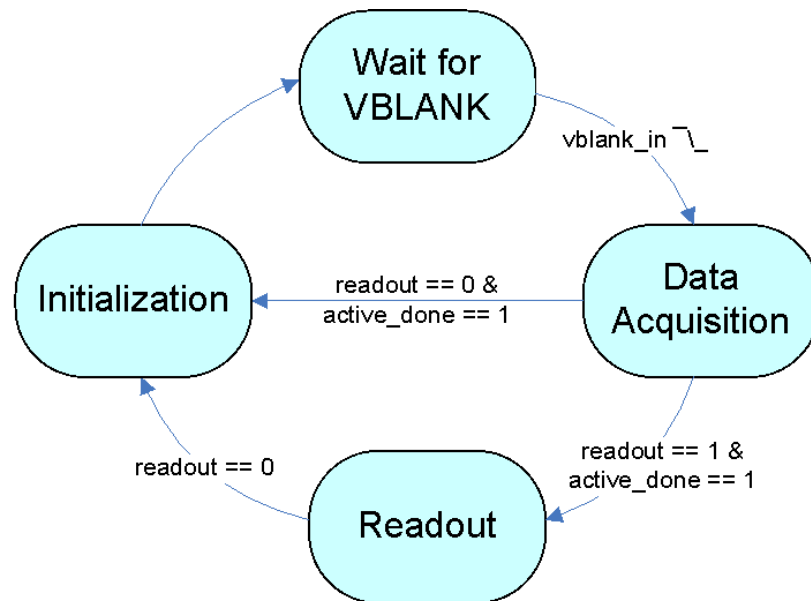 Wait for
VBLANK
vblank_in ‾\_
Initialization
readout == 0 &
active_done == 1
Data
Acquisition
readout == 0
readout == 1 &
active_done == 1
Readout